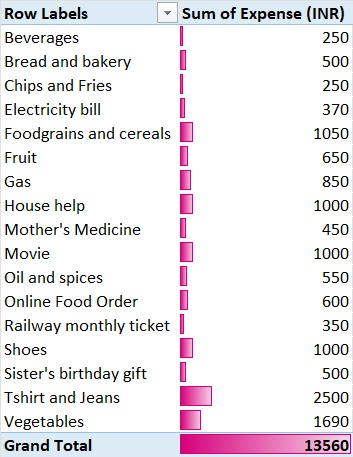 Row Labels Sum of Expense (INR)
Beverages 250
Bread and bakery 500
Chips and Fries 250
Electricity bill 370
Foodgrains and cereals 1050
Fruit 650
Gas 850
House help 1000
Mother's Medicine 450
Movie 1000
Oil and spices 550
Online Food Order 600
Railway monthly ticket 350
Shoes 1000
Sister's birthday gift 500
Tshirt and Jeans 2500
Vegetables 1690
Grand Total 13560